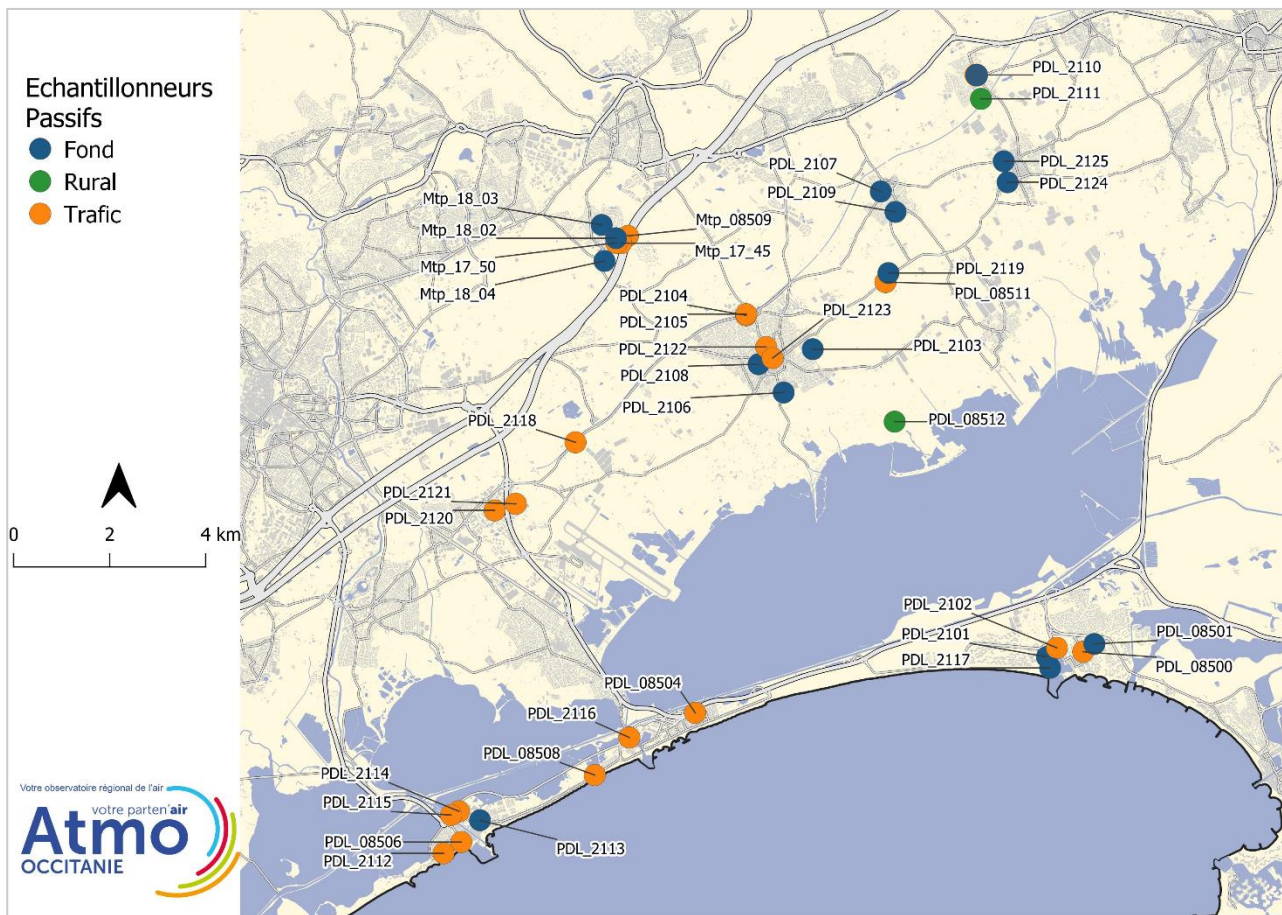 Echantillonneurs
Passifs
Fond
Rural
Trafic
0 2 4 km
Votre observatoire régional de l'air
votre parten'air
Atmo
OCCITANIE
PDL_2110
PDL_2111
PDL_2125
PDL_2124
PDL_2107
PDL_2109
Mtp_18_03
Mtp_18_02
Mtp_17_50
Mtp_18_04
Mtp_08509
Mtp_17_45
PDL_2119
PDL_08511
PDL_2104
PDL_2105
PDL_2122
PDL_2108
PDL_2106
PDL_2123
PDL_2103
PDL_08512
PDL_2118
PDL_2121
PDL_2120
PDL_2102
PDL_2101
PDL_2117
PDL_08501
PDL_08500
PDL_08504
PDL_2116
PDL_08508
PDL_2114
PDL_2115
PDL_08506
PDL_2112
PDL_2113